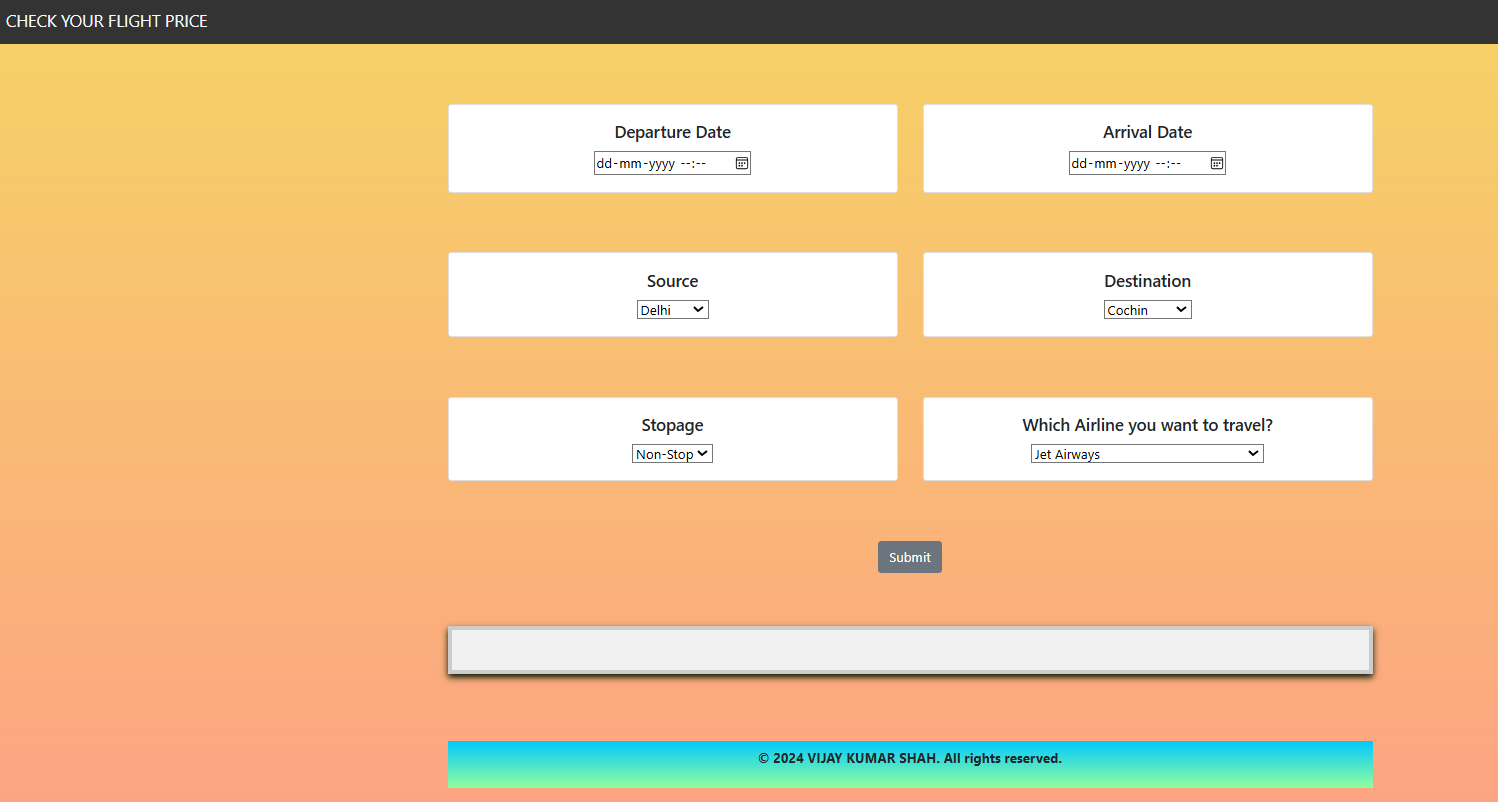 CHECK YOUR FLIGHT PRICE
Departure Date
dd-mm-yyyy --:--
Arrival Date
dd-mm-yyyy --:--
Source
Delhi
Destination
Cochin
Stopage
Non-Stop
Which Airline you want to travel?
Jet Airways
Submit
© 2024 VIJAY KUMAR SHAH. All rights reserved.